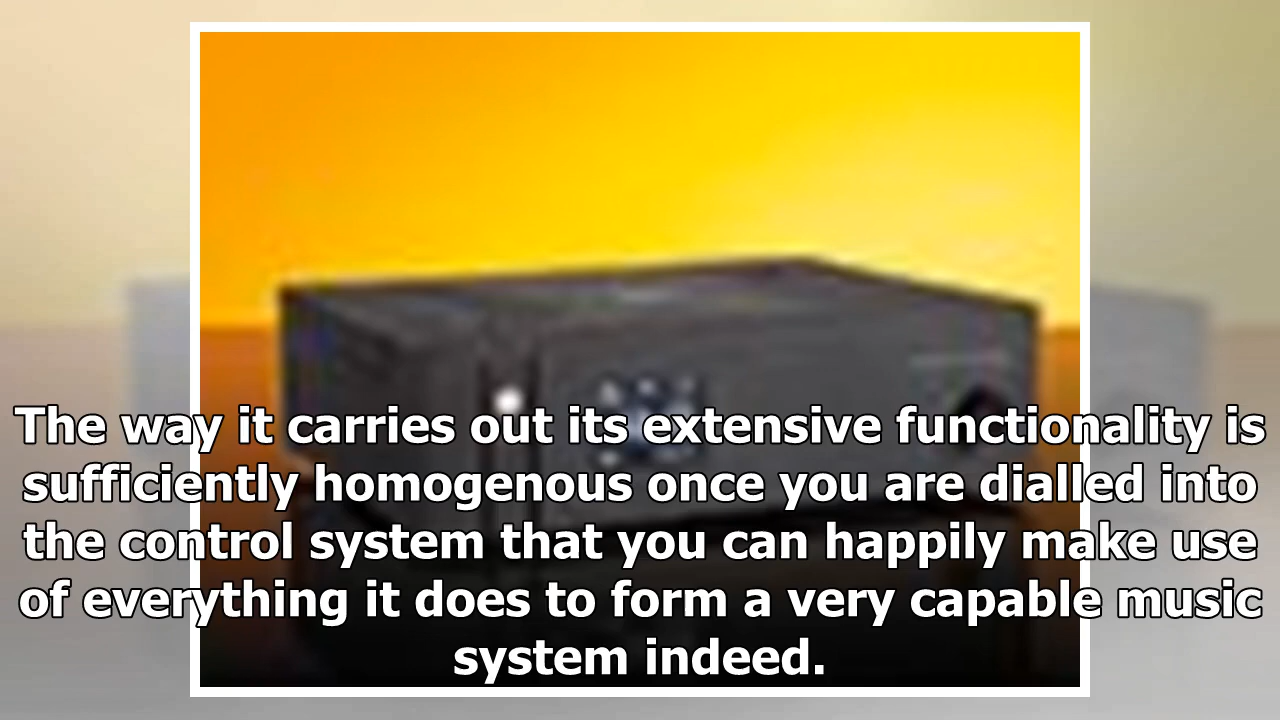 The way it carries out its extensive functionality is
sufficiently homogenous once you are dialled into
the control system that you can happily make use
of everything it does to form a very capable music
system indeed.